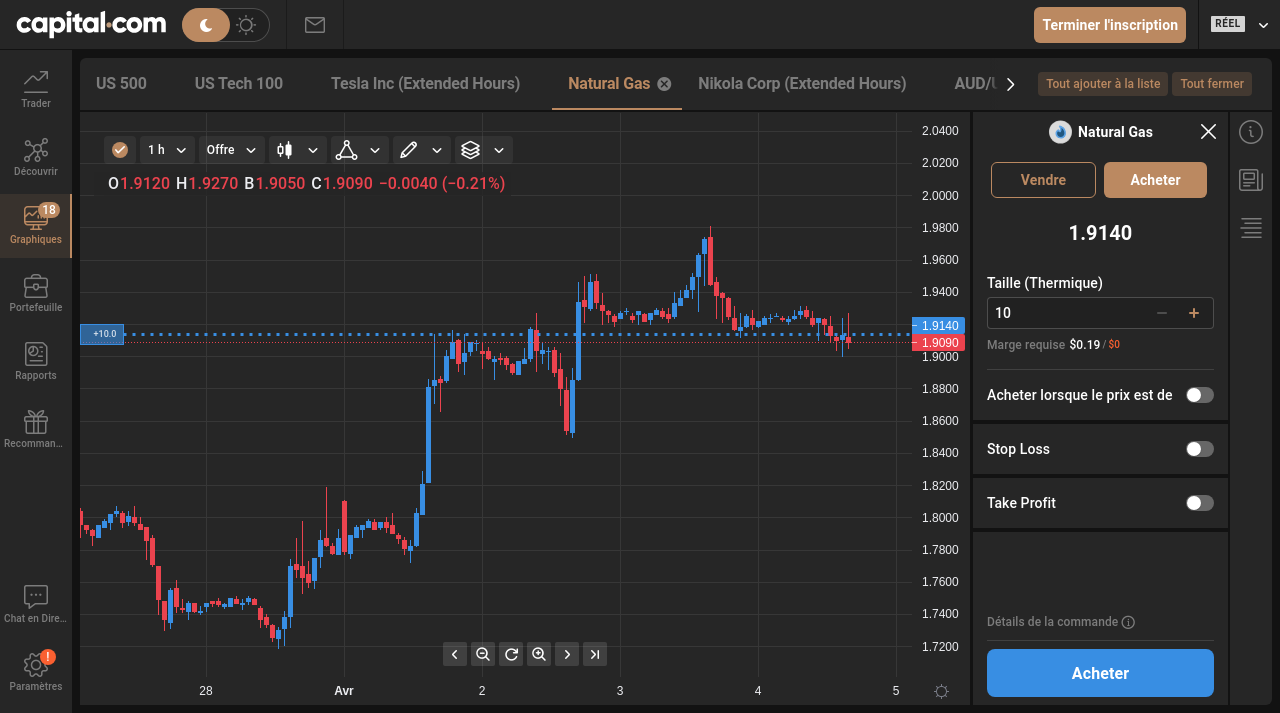 capital.com
Terminer l'inscription
RÉEL
US 500
US Tech 100
Tesla Inc (Extended Hours)
Natural Gas
Nikola Corp (Extended Hours)
AUD/
Tout ajouter à la liste
Tout fermer
Trader
Découvrir
18
Graphiques
Portefeuille
Rapports
Recomman...
Chat en Dire...
!
Paramètres
1 h
Offre
O1.9120 H1.9270 B1.9050 C1.9090 −0.0040 (−0.21%)
+10.0
2.0400
2.0200
2.0000
1.9800
1.9600
1.9400
1.9140
1.9090
1.9000
1.8800
1.8600
1.8400
1.8200
1.8000
1.7800
1.7600
1.7400
1.7200
28
Avr
2
3
4
5
Natural Gas
Vendre
Acheter
1.9140
Taille (Thermique)
10
Marge requise $0.19 / $0
Acheter lorsque le prix est de
Stop Loss
Take Profit
Détails de la commande
Acheter